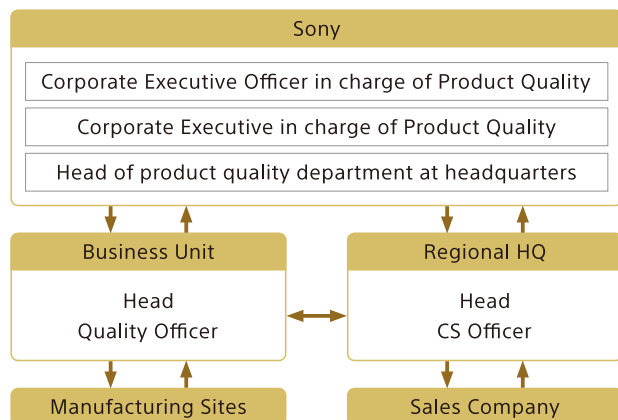 Sony
Corporate Executive Officer in charge of Product Quality
Corporate Executive in charge of Product Quality
Head of product quality department at headquarters
Business Unit
Head
Quality Officer
Regional HQ
Head
CS Officer
Manufacturing Sites
Sales Company